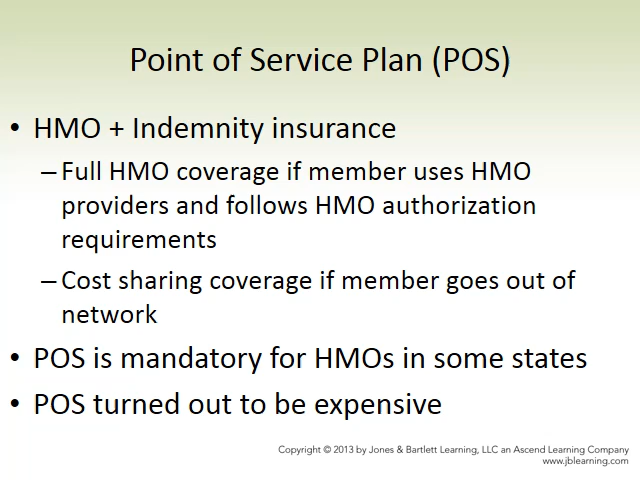 Point of Service Plan (POS)
• HMO + Indemnity insurance
– Full HMO coverage if member uses HMO
providers and follows HMO authorization
requirements
– Cost sharing coverage if member goes out of
network
• POS is mandatory for HMOs in some states
• POS turned out to be expensive
Copyright © 2013 by Jones & Bartlett Learning, LLC an Ascend Learning Company
www.jblearning.com